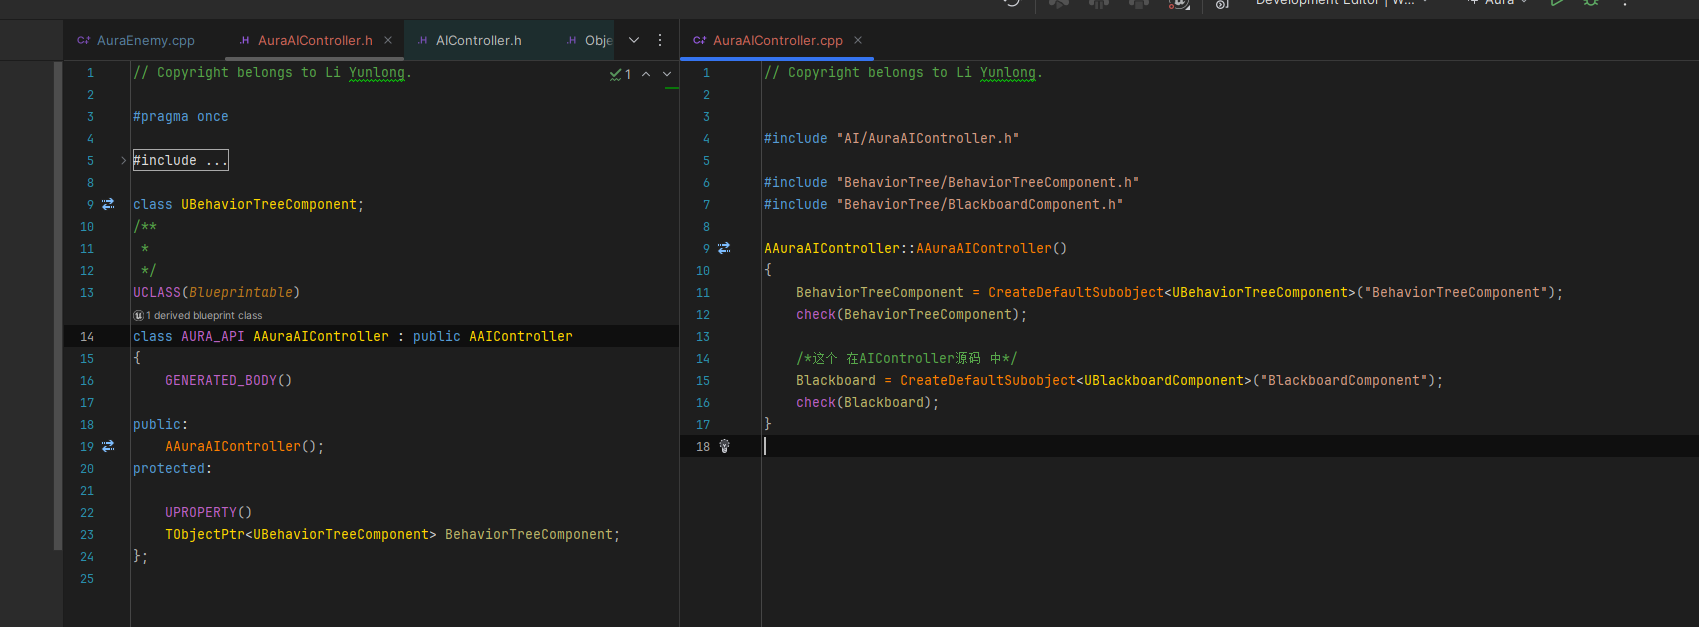 Development Editor | W... Aura
C+ AuraEnemy.cpp .H AuraAIController.h × .H AIController.h .H Obje
C+ AuraAIController.cpp ×
1 // Copyright belongs to Li Yunlong. 1
2
3 #pragma once
4
5 #include ...
8
9 class UBehaviorTreeComponent;
10 /**
11 *
12 */
13 UCLASS(Blueprintable)
1 derived blueprint class
14 class AURA_API AAuraAIController : public AAIController
15 {
16 GENERATED_BODY()
17
18 public:
19 AAuraAIController();
20 protected:
21
22 UPROPERTY()
23 TObjectPtr<UBehaviorTreeComponent> BehaviorTreeComponent;
24 };
25
1 // Copyright belongs to Li Yunlong.
2
3
4 #include "AI/AuraAIController.h"
5
6 #include "BehaviorTree/BehaviorTreeComponent.h"
7 #include "BehaviorTree/BlackboardComponent.h"
8
9 AAuraAIController::AAuraAIController()
10 {
11 BehaviorTreeComponent = CreateDefaultSubobject<UBehaviorTreeComponent>("BehaviorTreeComponent");
12 check(BehaviorTreeComponent);
13
14 /*这个 在AIController源码 中*/
15 Blackboard = CreateDefaultSubobject<UBlackboardComponent>("BlackboardComponent");
16 check(Blackboard);
17 }
18